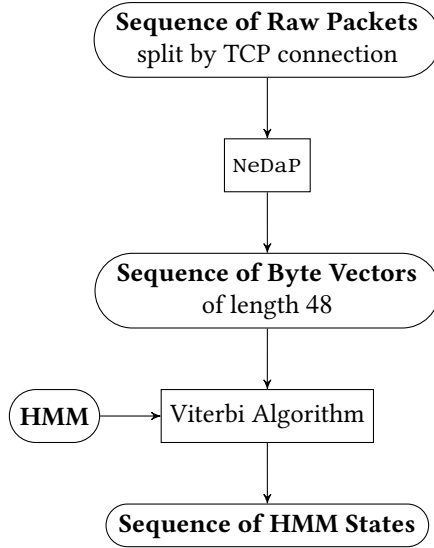 Sequence of Raw Packets
split by TCP connection
NeDaP
Sequence of Byte Vectors
of length 48
HMM
Viterbi Algorithm
Sequence of HMM States